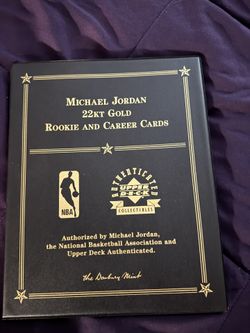 MICHAEL JORDAN
22KT GOLD
ROOKIE AND CAREER CARDS
NBA
AUTHENTICATED
UPPER DECK
COLLECTIBLES
Authorized by Michael Jordan,
the National Basketball Association and
Upper Deck Authenticated.
the Danbury Mint